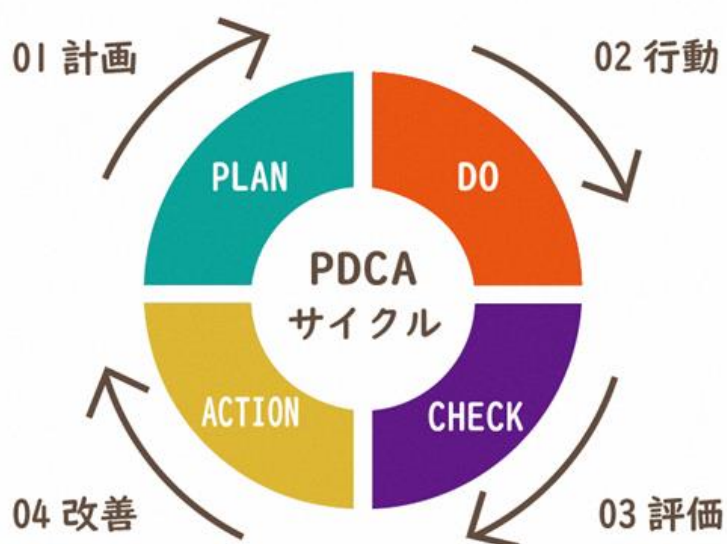 01 計画
02 行動
PLAN
DO
PDCA
サイクル
ACTION
CHECK
04 改善
03 評価